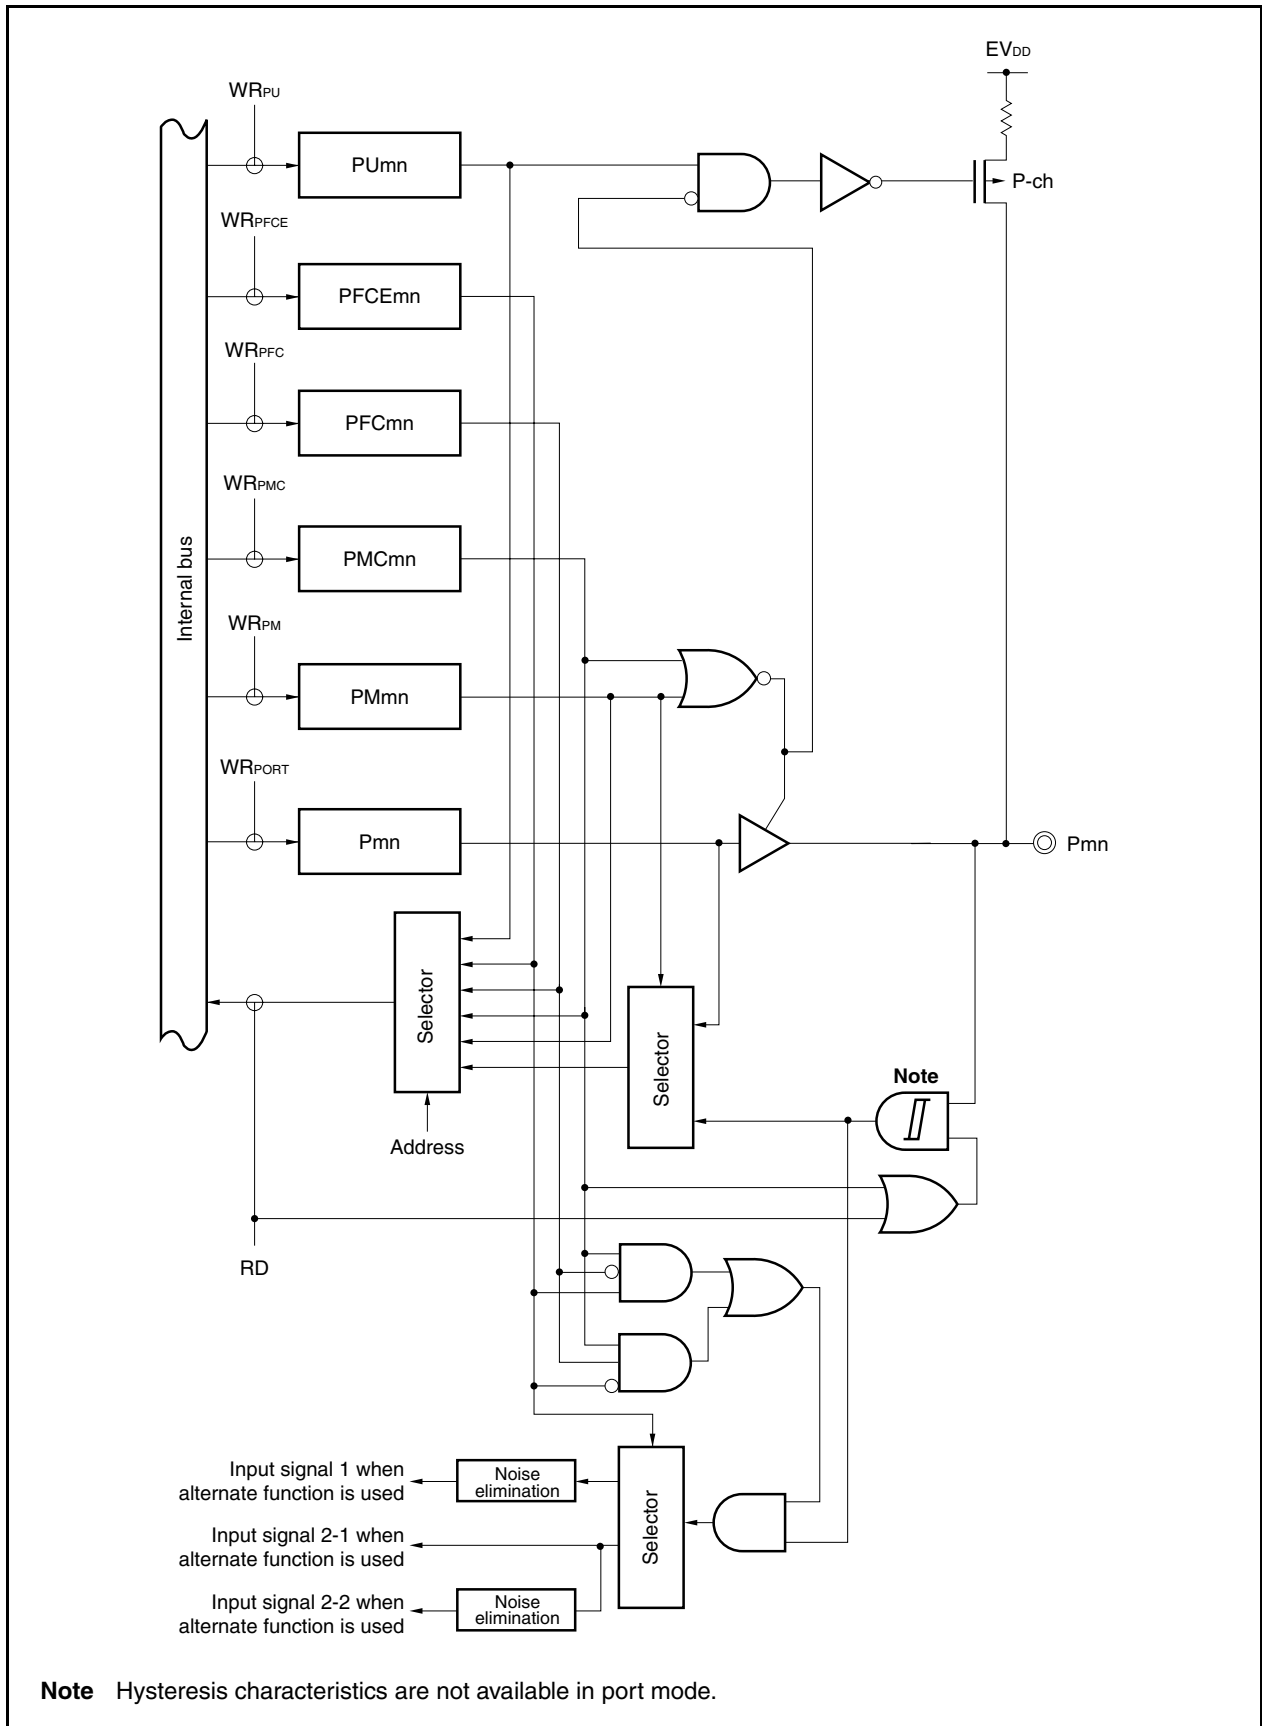 EVDD
WRPU
PUmn
P-ch
WRPFCE
PFCEmn
WRPFC
PFCmn
WRPMC
PMCmn
Internal bus
WRPM
PMmn
WRPORT
Pmn
Pmn
Selector
Selector
Note
Address
RD
Input signal 1 when
alternate function is used
Noise
elimination
Selector
Input signal 2-1 when
alternate function is used
Input signal 2-2 when
alternate function is used
Noise
elimination
Note Hysteresis characteristics are not available in port mode.